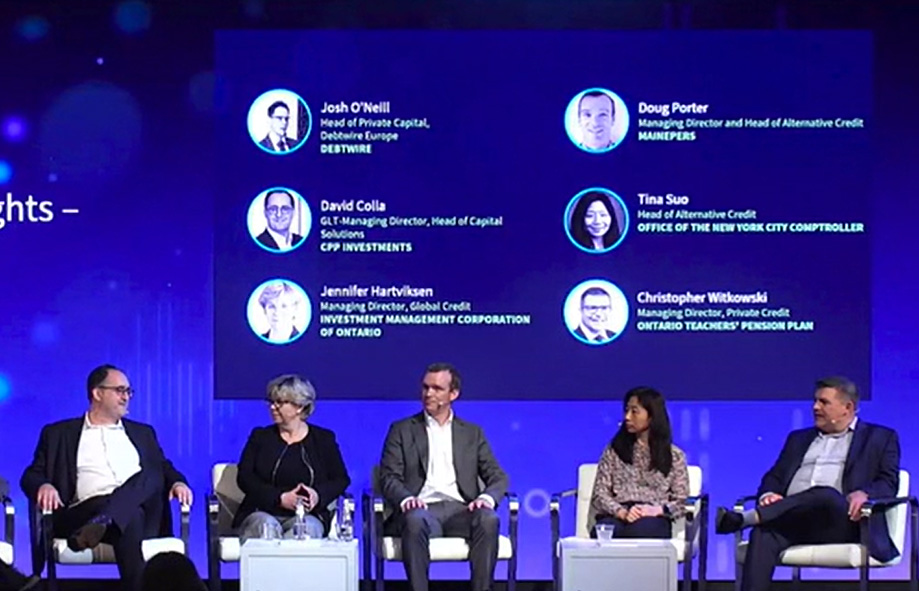 ghts –
Josh O'Neill
Head of Private Capital,
Debtwire Europe
DEBTWIRE
David Colla
GLT-Managing Director, Head of Capital
Solutions
CPP INVESTMENTS
Jennifer Hartviksen
Managing Director, Global Credit
INVESTMENT MANAGEMENT CORPORATION
OF ONTARIO
Doug Porter
Managing Director and Head of Alternative Credit
MAINEPERS
Tina Suo
Head of Alternative Credit
OFFICE OF THE NEW YORK CITY COMPTROLLER
Christopher Witkowski
Managing Director, Private Credit
ONTARIO TEACHERS' PENSION PLAN